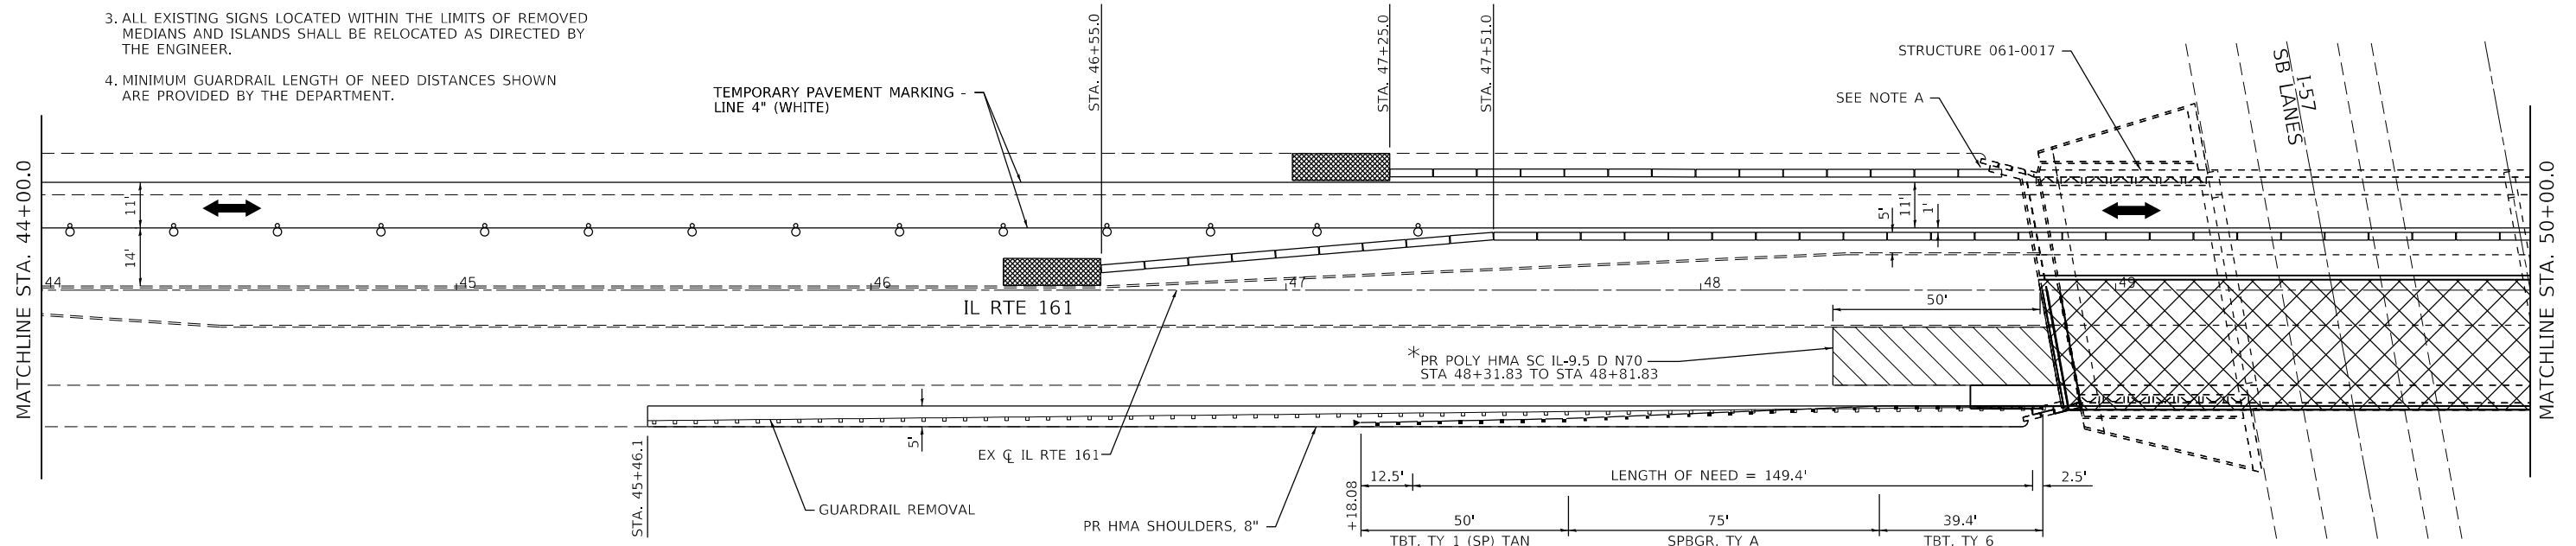 3. ALL EXISTING SIGNS LOCATED WITHIN THE LIMITS OF REMOVED
MEDIANS AND ISLANDS SHALL BE RELOCATED AS DIRECTED BY
THE ENGINEER.
4. MINIMUM GUARDRAIL LENGTH OF NEED DISTANCES SHOWN
ARE PROVIDED BY THE DEPARTMENT.
TEMPORARY PAVEMENT MARKING -
LINE 4" (WHITE)
STA. 46+55.0
STA. 47+25.0
STA. 47+51.0
STRUCTURE 061-0017
SEE NOTE A
I-57
SB LANES
MATCHLINE STA. 44+00.0
11'
14'
5'
11'
1'
44
45
46
47
48
49
IL RTE 161
50'
*PR POLY HMA SC IL-9.5 D N70
STA 48+31.83 TO STA 48+81.83
MATCHLINE STA. 50+00.0
5'
EX ℄ IL RTE 161
STA. 45+46.1
GUARDRAIL REMOVAL
PR HMA SHOULDERS, 8"
+18.08
12.5'
LENGTH OF NEED = 149.4'
2.5'
50'
75'
39.4'
TBT, TY 1 (SP) TAN
SPBGR, TY A
TBT, TY 6